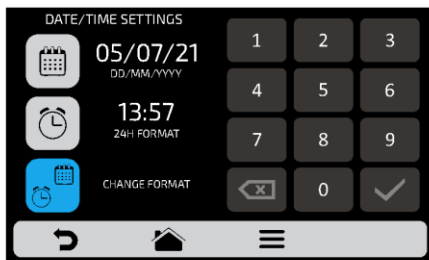 DATE/TIME SETTINGS
05/07/21
DD/MM/YYYY
13:57
24H FORMAT
CHANGE FORMAT
1 2 3
4 5 6
7 8 9
0